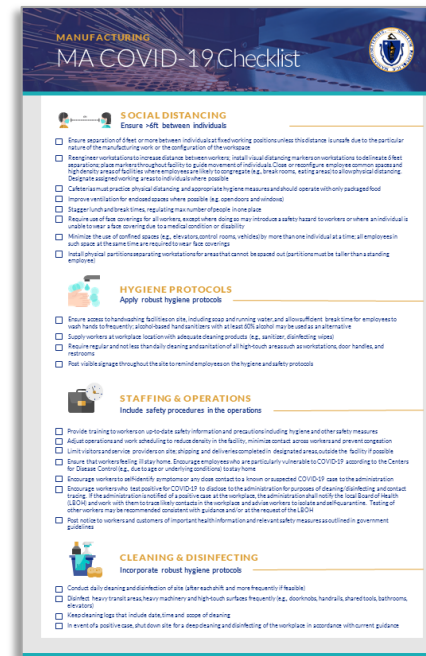 MANUFACTURING
MA COVID-19 Checklist
SOCIAL DISTANCING
Ensure >6ft between individuals
Ensure separation of 6 feet or more between individuals at fixed working positions unless this distance is unsafe due to the particular
nature of the manufacturing work or the configuration of the workspace
Reengineer workstations to increase distance between workers; install visual distancing markers on workstations to delineate 6 feet
separations; place markers throughout facility to guide movement of individuals. Close or reconfigure employee common spaces and
high density areas of facilities where employees are likely to congregate (e.g., break rooms, eating areas) to allow physical distancing.
Designate assigned working areas to individuals where possible
Cafeterias must practice physical distancing and appropriate hygiene measures and should operate with only packaged food
Improve ventilation for enclosed spaces where possible (e.g. open doors and windows)
Stagger lunch and break times, regulating max number of people in one place
Require use of face coverings for all workers, except where doing so may introduce a safety hazard to workers or where an individual is
unable to wear a face covering due to a medical condition or disability
Minimize the use of confined spaces (e.g., elevators, control rooms, vehicles) by more than one individual at a time; all employees in
such space at the same time are required to wear face coverings
Install physical partitions separating workstations for areas that cannot be spaced out (partitions must be taller than a standing
employee)
HYGIENE PROTOCOLS
Apply robust hygiene protocols
Ensure access to handwashing facilities on site, including soap and running water, and allow sufficient break time for employees to
wash hands to frequently; alcohol-based hand sanitizers with at least 60% alcohol may be used as an alternative
Supply workers at workplace location with adequate cleaning products (e.g., sanitizer, disinfecting wipes)
Require regular and not less than daily cleaning and sanitation of all high-touch areas such as workstations, door handles, and
restrooms
Post visible signage throughout the site to remind employees on the hygiene and safety protocols
STAFFING & OPERATIONS
Include safety procedures in the operations
Provide training to workers on up-to-date safety information and precautions including hygiene and other safety measures
Adjust operations and work scheduling to reduce density in the facility, minimize contact across workers and prevent congestion
Limit visitors and service providers on site; shipping and deliveries completed in designated areas, outside the facility if possible
Ensure that workers feeling ill stay home. Encourage employees who are particularly vulnerable to COVID-19 according to the Centers
for Disease Control (e.g., due to age or underlying conditions) to stay home
Encourage workers to self-identify symptoms or any close contact to a known or suspected COVID-19 case to the administration
Encourage workers who test positive for COVID-19 to disclose to the administration for purposes of cleaning/disinfecting and contact
tracing. If the administration is notified of a positive case at the workplace, the administration shall notify the local Board of Health
(LBOH) and work with them to trace likely contacts in the workplace and advise workers to isolate and self-quarantine. Testing of
other workers may be recommended consistent with guidance and/or at the request of the LBOH
Post notice to workers and customers of important health information and relevant safety measures as outlined in government
guidelines
CLEANING & DISINFECTING
Incorporate robust hygiene protocols
Conduct daily cleaning and disinfection of site (after each shift and more frequently if feasible)
Disinfect heavy transit areas, heavy machinery and high-touch surfaces frequently (e.g., doorknobs, handrails, shared tools, bathrooms,
elevators)
Keep cleaning logs that include date, time and scope of cleaning
In event of a positive case, shut down site for a deep cleaning and disinfecting of the workplace in accordance with current guidance